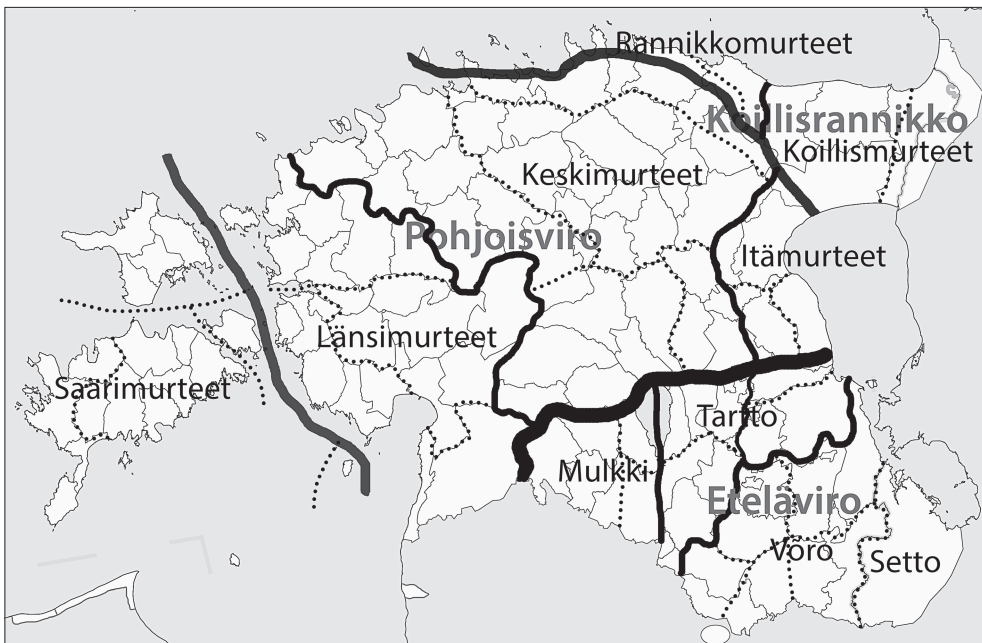 Rannikkomurteet
Koillisrannikko
Koillismurteet
Keskimurteet
Pohjoisviro
Itämurteet
Länsimurteet
Saarimurteet
Tartto
Mulkki
Eteläviro
Võro
Setto